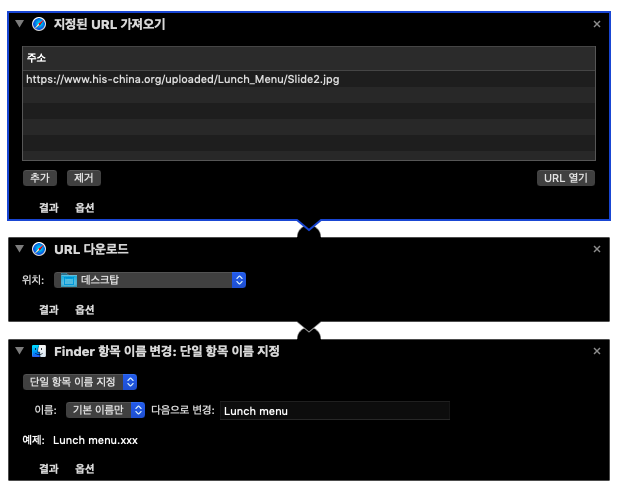 지정된 URL 가져오기
주소
https://www.his-china.org/uploaded/Lunch_Menu/Slide2.jpg
추가 제거 URL 열기
결과 옵션
URL 다운로드
위치: 데스크탑
결과 옵션
Finder 항목 이름 변경: 단일 항목 이름 지정
단일 항목 이름 지정
이름: 기본 이름만 다음으로 변경: Lunch menu
예제: Lunch menu.xxx
결과 옵션